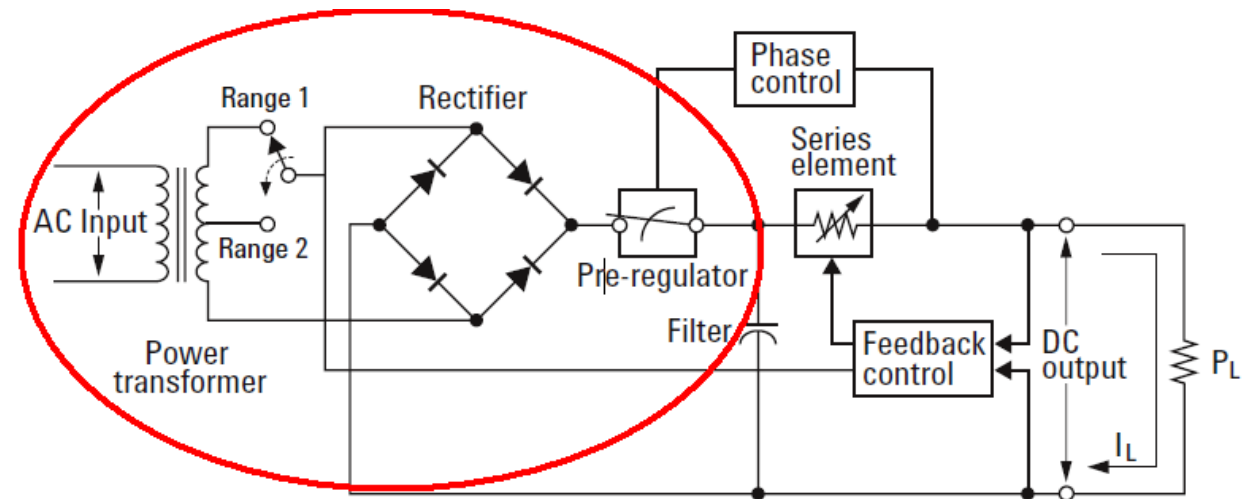 Phase
control
Range 1
Rectifier
Series
element
AC Input
Range 2
Pre-regulator
Filter
Power
transformer
Feedback
control
DC
output
PL
IL